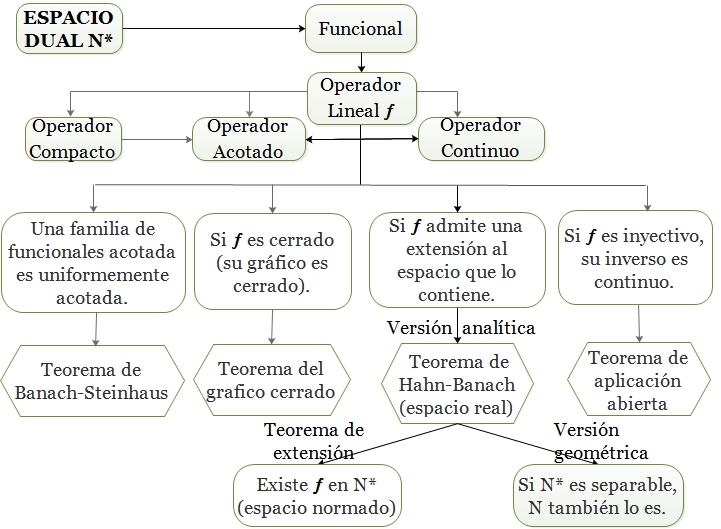 ESPACIO
DUAL N*
Funcional
Operador
Lineal f
Operador
Compacto
Operador
Acotado
Operador
Continuo
Una familia de
funcionales acotada
es uniformemente
acotada.
Si f es cerrado
(su gráfico es
cerrado).
Si f admite una
extensión al
espacio que lo
contiene.
Si f es inyectivo,
su inverso es
continuo.
Versión analítica
Teorema de
Banach-Steinhaus
Teorema del
grafico cerrado
Teorema de
Hahn-Banach
(espacio real)
Teorema de
aplicación
abierta
Teorema de
extensión
Versión
geométrica
Existe f en N*
(espacio normado)
Si N* es separable,
N también lo es.